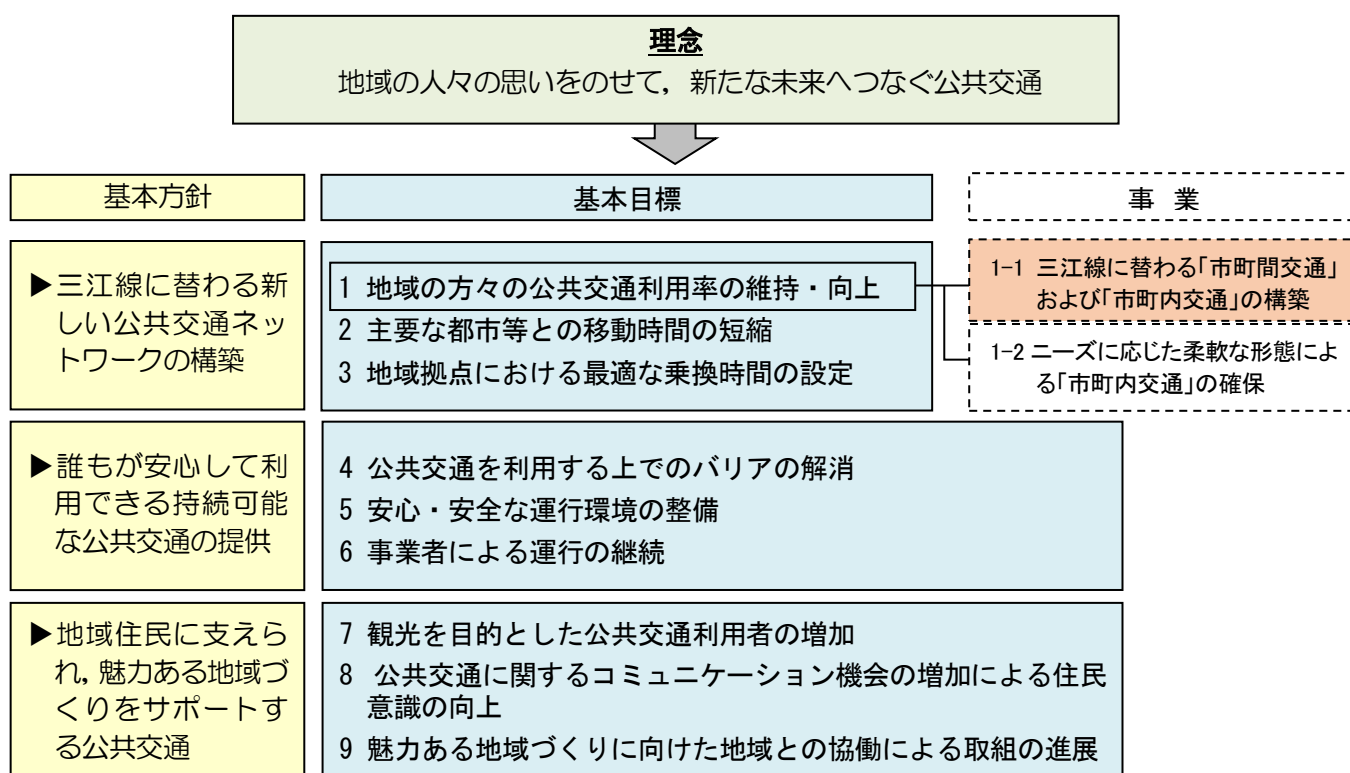 理念
地域の人々の思いをのせて，新たな未来へつなぐ公共交通
基本方針
基本目標
事 業
▶三江線に替わる新
しい公共交通ネッ
トワークの構築
1 地域の方々の公共交通利用率の維持・向上
2 主要な都市等との移動時間の短縮
3 地域拠点における最適な乗換時間の設定
1-1 三江線に替わる「市町間交通」
および「市町内交通」の構築
1-2 ニーズに応じた柔軟な形態によ
る「市町内交通」の確保
▶誰もが安心して利
用できる持続可能
な公共交通の提供
4 公共交通を利用する上でのバリアの解消
5 安心・安全な運行環境の整備
6 事業者による運行の継続
▶地域住民に支えら
れ，魅力ある地域づ
くりをサポートす
る公共交通
7 観光を目的とした公共交通利用者の増加
8 公共交通に関するコミュニケーション機会の増加による住民
意識の向上
9 魅力ある地域づくりに向けた地域との協働による取組の進展